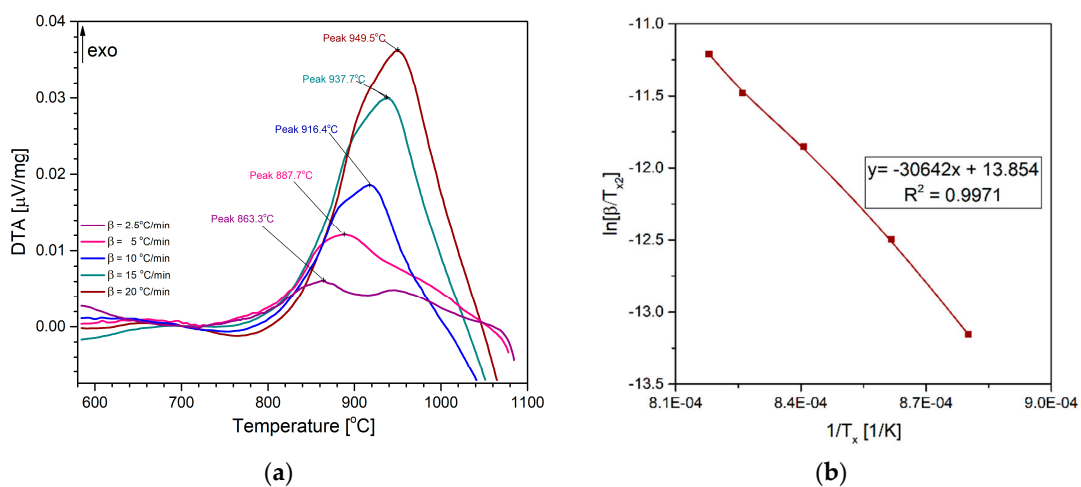 0.04
0.03
0.02
0.01
0.00
DTA [µV/mg]
exo
Peak 949.5°C
Peak 937.7°C
Peak 916.4°C
Peak 887.7°C
Peak 863.3°C
β = 2.5°C/min
β = 5 °C/min
β = 10 °C/min
β = 15 °C/min
β = 20 °C/min
600 700 800 900 1000 1100
Temperature [°C]
(a)
-11.0
-11.5
-12.0
-12.5
-13.0
-13.5
ln[β/Tx2]
y= -30642x + 13.854
R² = 0.9971
8.1E-04 8.4E-04 8.7E-04 9.0E-04
1/Tx [1/K]
(b)